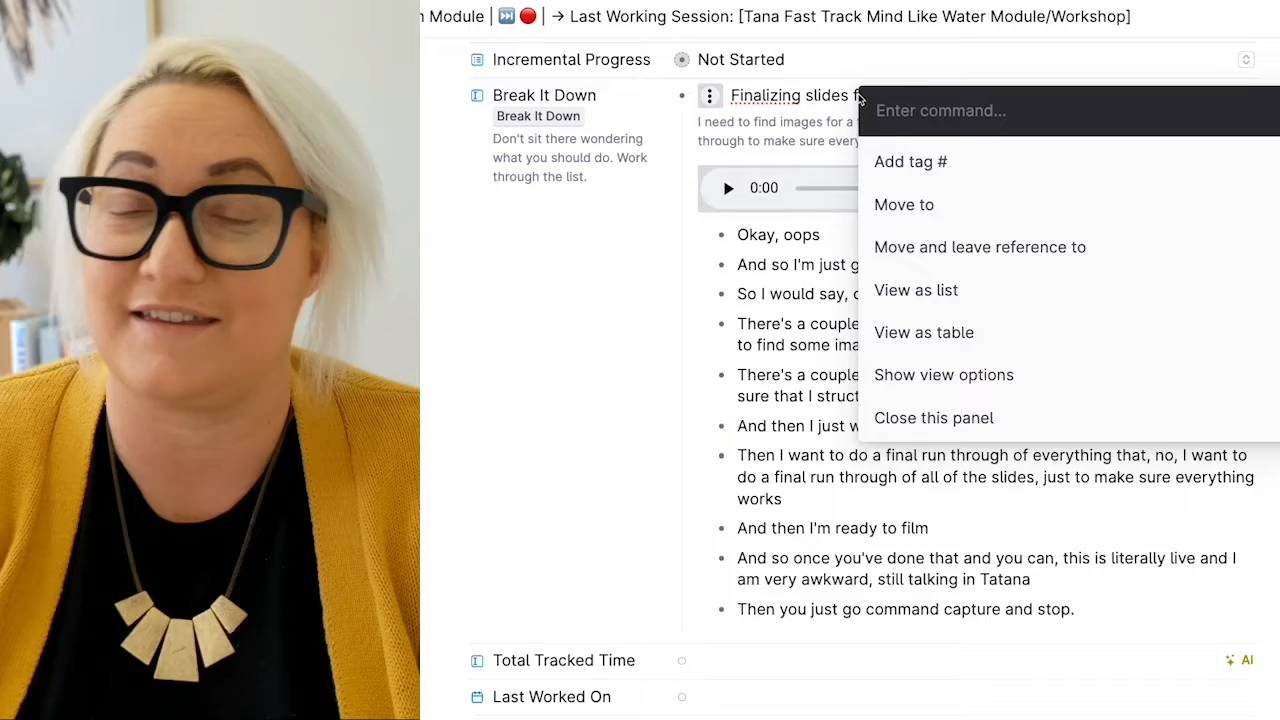 Module | ⏭️ 🔴 | → Last Working Session: [Tana Fast Track Mind Like Water Module/Workshop]
Incremental Progress
Not Started
Break It Down
Break It Down
Don't sit there wondering
what you should do. Work
through the list.
Finalizing slides
I need to find images for a
through to make sure
0:00
Okay, oops
And so I'm just
So I would say,
There's a couple
to find some
There's a couple
sure that I
And then I just
Then I want to do a final run through of everything that, no, I want to
do a final run through of all of the slides, just to make sure everything
works
And then I'm ready to film
And so once you've done that and you can, this is literally live and I
am very awkward, still talking in Tatana
Then you just go command capture and stop.
Enter command...
Add tag #
Move to
Move and leave reference to
View as list
View as table
Show view options
Close this panel
Total Tracked Time
AI
Last Worked On